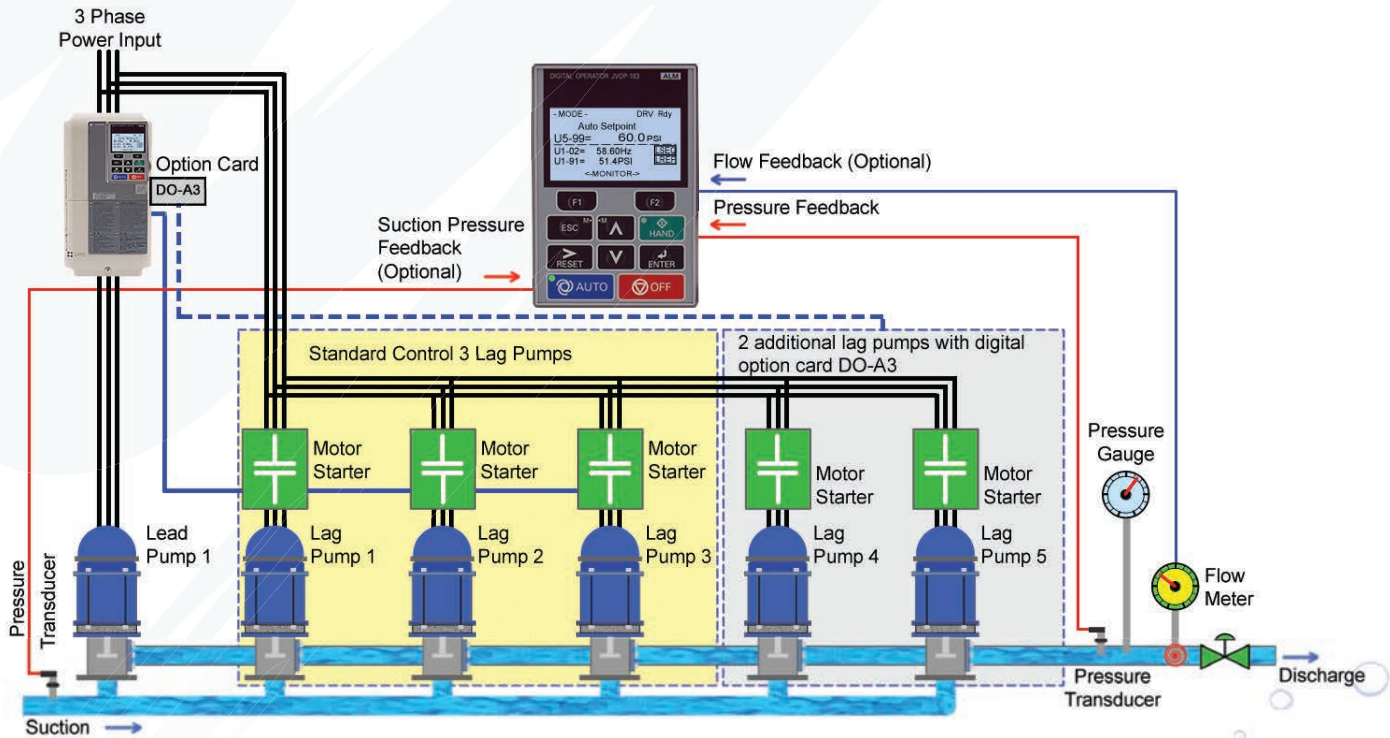 3 Phase
Power Input
DIGITAL OPERATOR JVOP-183
ALM
- MODE -
DRV Rdy
Auto Setpoint
U5-99=   60.0PSI
U1-02=   58.60Hz
LSEQ
U1-91=   51.4PSI
LREF
<-MONITOR->
F1
F2
ESC
HAND
RESET
ENTER
AUTO
OFF
Option Card
DO-A3
Flow Feedback (Optional)
Pressure Feedback
Suction Pressure
Feedback
(Optional)
Standard Control 3 Lag Pumps
2 additional lag pumps with digital
option card DO-A3
Motor
Starter
Motor
Starter
Motor
Starter
Motor
Starter
Motor
Starter
Pressure
Gauge
Lead
Pump 1
Lag
Pump 1
Lag
Pump 2
Lag
Pump 3
Lag
Pump 4
Lag
Pump 5
Flow
Meter
Pressure
Transducer
Pressure
Transducer
Discharge
Suction